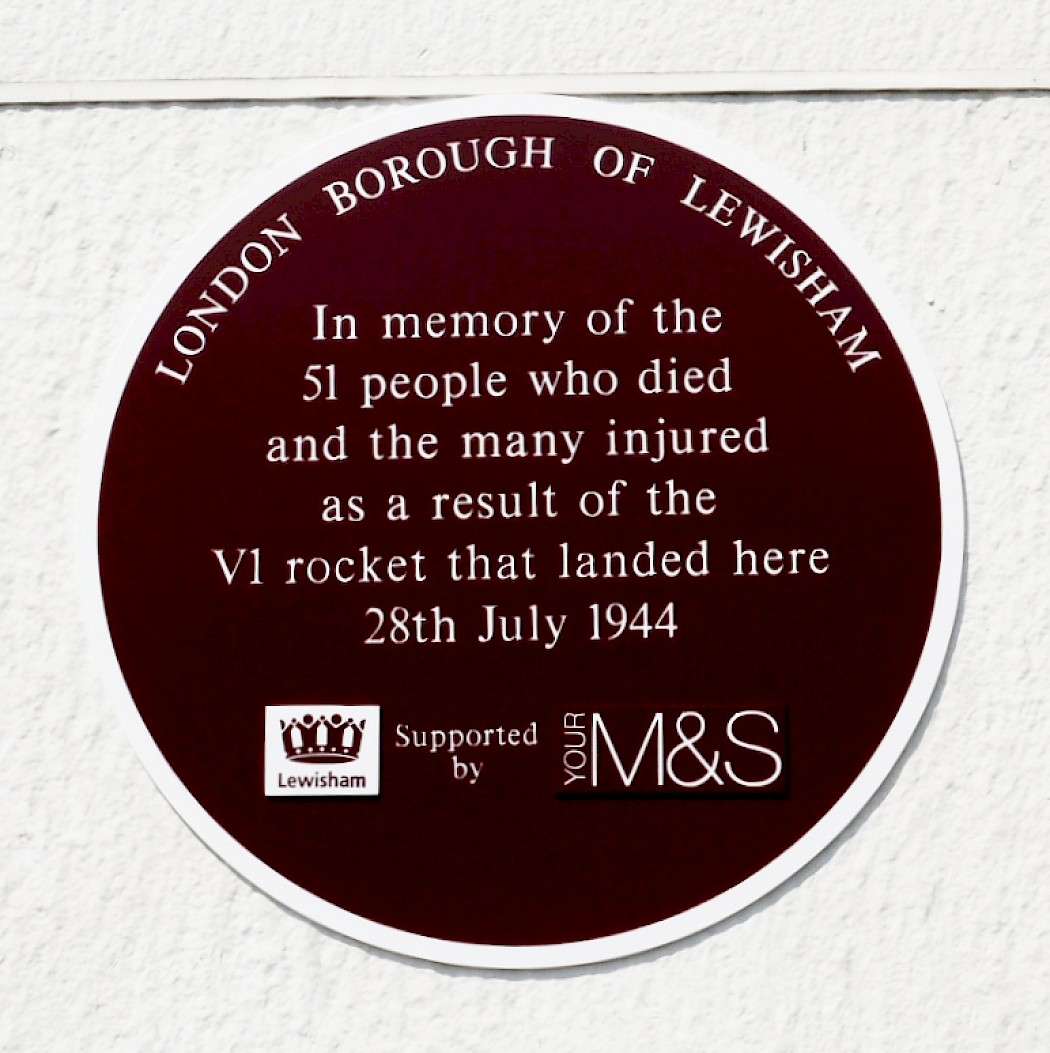 LONDON BOROUGH OF LEWISHAM
In memory of the
51 people who died
and the many injured
as a result of the
V1 rocket that landed here
28th July 1944
Lewisham
Supported
by
YOUR M&S